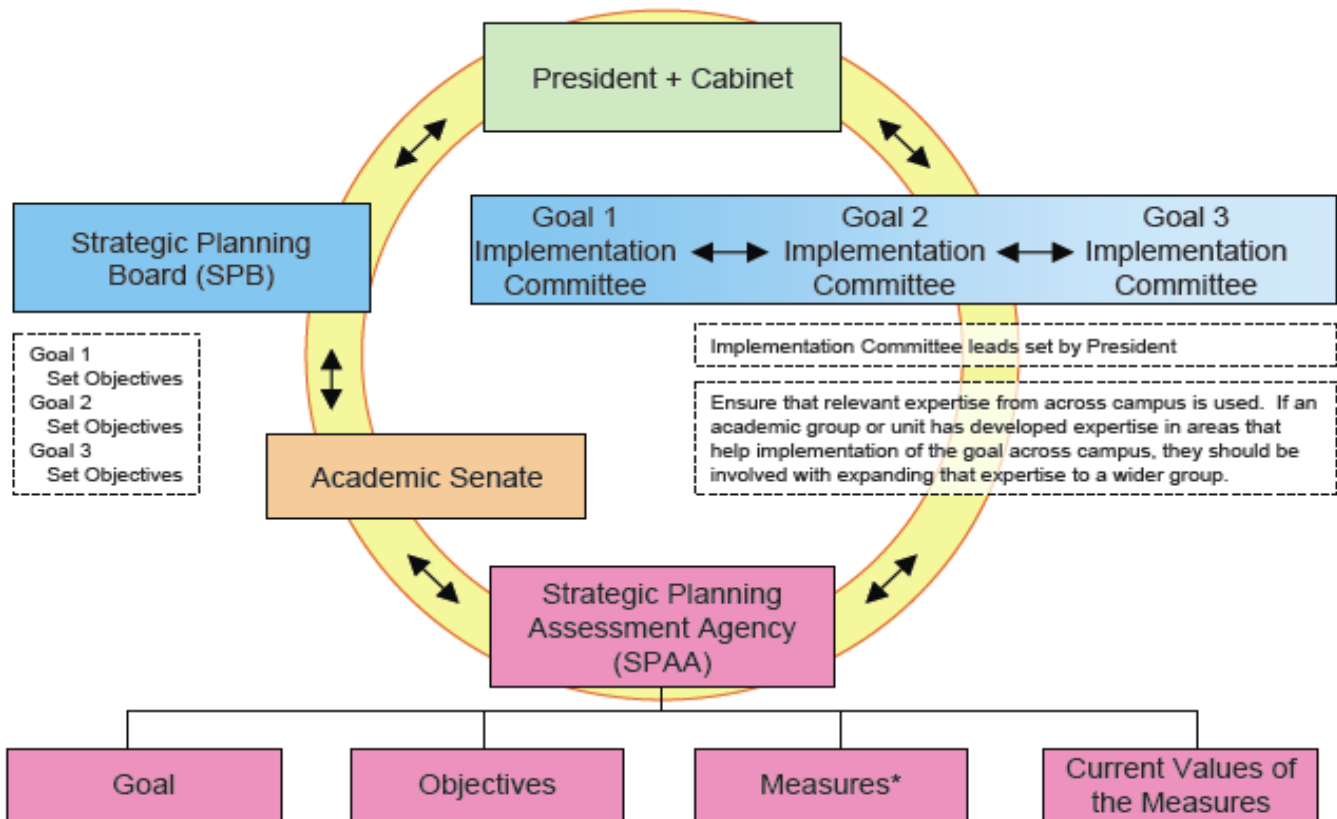 President + Cabinet
Strategic Planning
Board (SPB)
Goal 1
Implementation
Committee
Goal 2
Implementation
Committee
Goal 3
Implementation
Committee
Goal 1
Set Objectives
Goal 2
Set Objectives
Goal 3
Set Objectives
Implementation Committee leads set by President
Ensure that relevant expertise from across campus is used. If an
academic group or unit has developed expertise in areas that
help implementation of the goal across campus, they should be
involved with expanding that expertise to a wider group.
Academic Senate
Strategic Planning
Assessment Agency
(SPAA)
Goal
Objectives
Measures*
Current Values of
the Measures